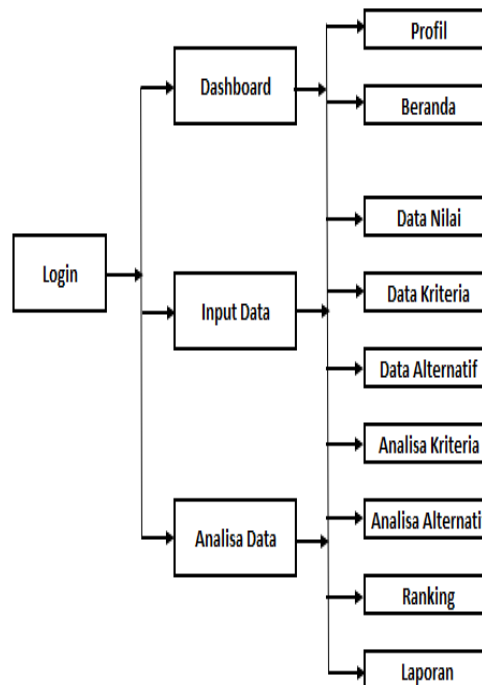 Login
Dashboard
Input Data
Analisa Data
Profil
Beranda
Data Nilai
Data Kriteria
Data Alternatif
Analisa Kriteria
Analisa Alternati
Ranking
Laporan